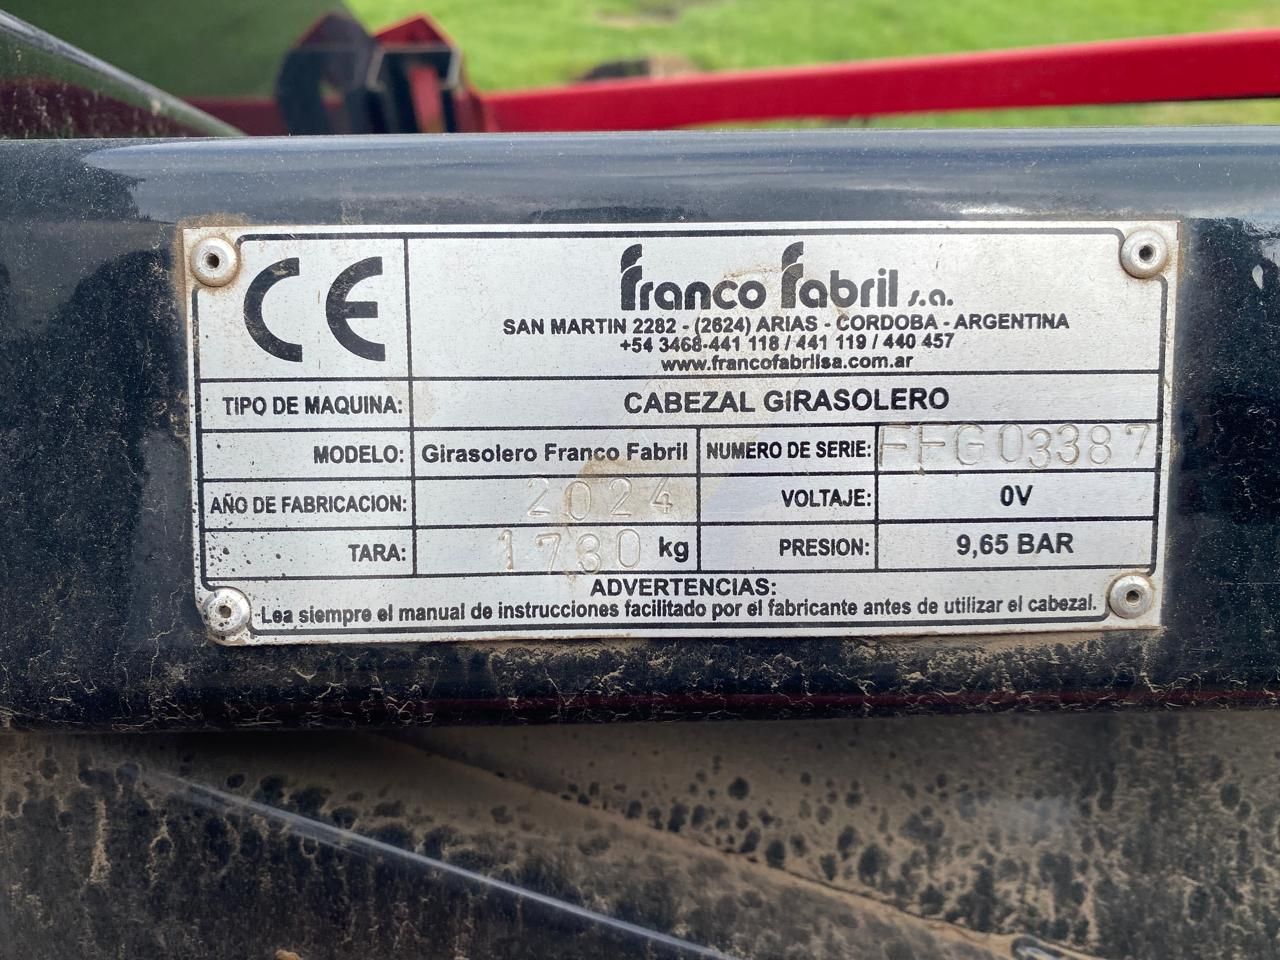 CE
Franco Fabril s.a.
SAN MARTIN 2282 - (2624) ARIAS - CORDOBA - ARGENTINA
+54 3468-441 118 / 441 119 / 440 457
www.francofabrilsa.com.ar
TIPO DE MAQUINA: CABEZAL GIRASOLERO
MODELO: Girasolero Franco Fabril NUMERO DE SERIE: FFG03387
AÑO DE FABRICACION: 2024 VOLTAJE: 0V
TARA: 1730 kg PRESION: 9,65 BAR
ADVERTENCIAS:
Lea siempre el manual de instrucciones facilitado por el fabricante antes de utilizar el cabezal.